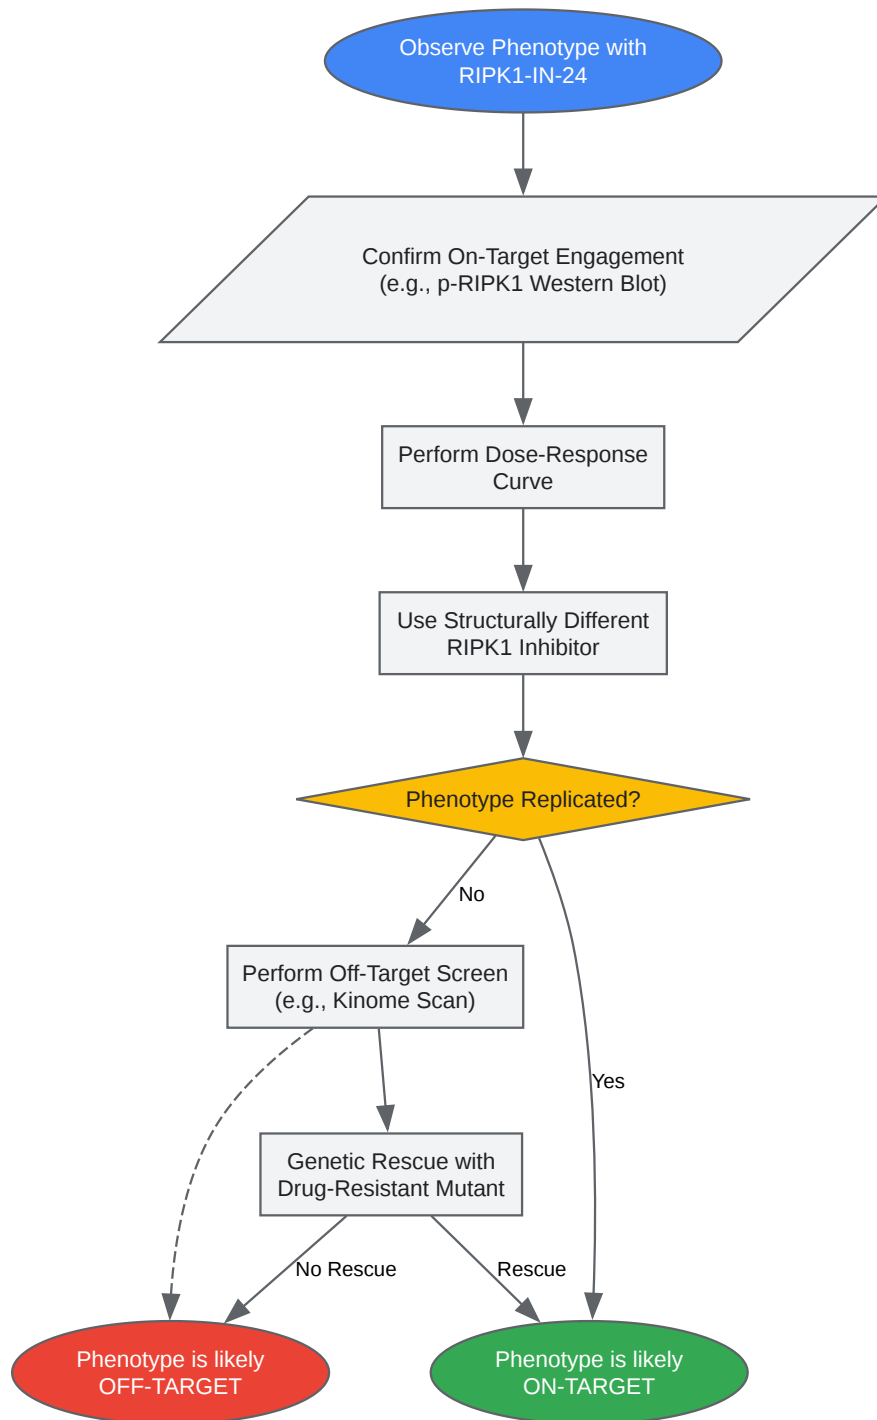 Observe Phenotype with
RIPK1-IN-24
Confirm On-Target Engagement
(e.g., p-RIPK1 Western Blot)
Perform Dose-Response
Curve
Use Structurally Different
RIPK1 Inhibitor
Phenotype Replicated?
No
Perform Off-Target Screen
(e.g., Kinome Scan)
Yes
Genetic Rescue with
Drug-Resistant Mutant
No Rescue
Rescue
Phenotype is likely
OFF-TARGET
Phenotype is likely
ON-TARGET